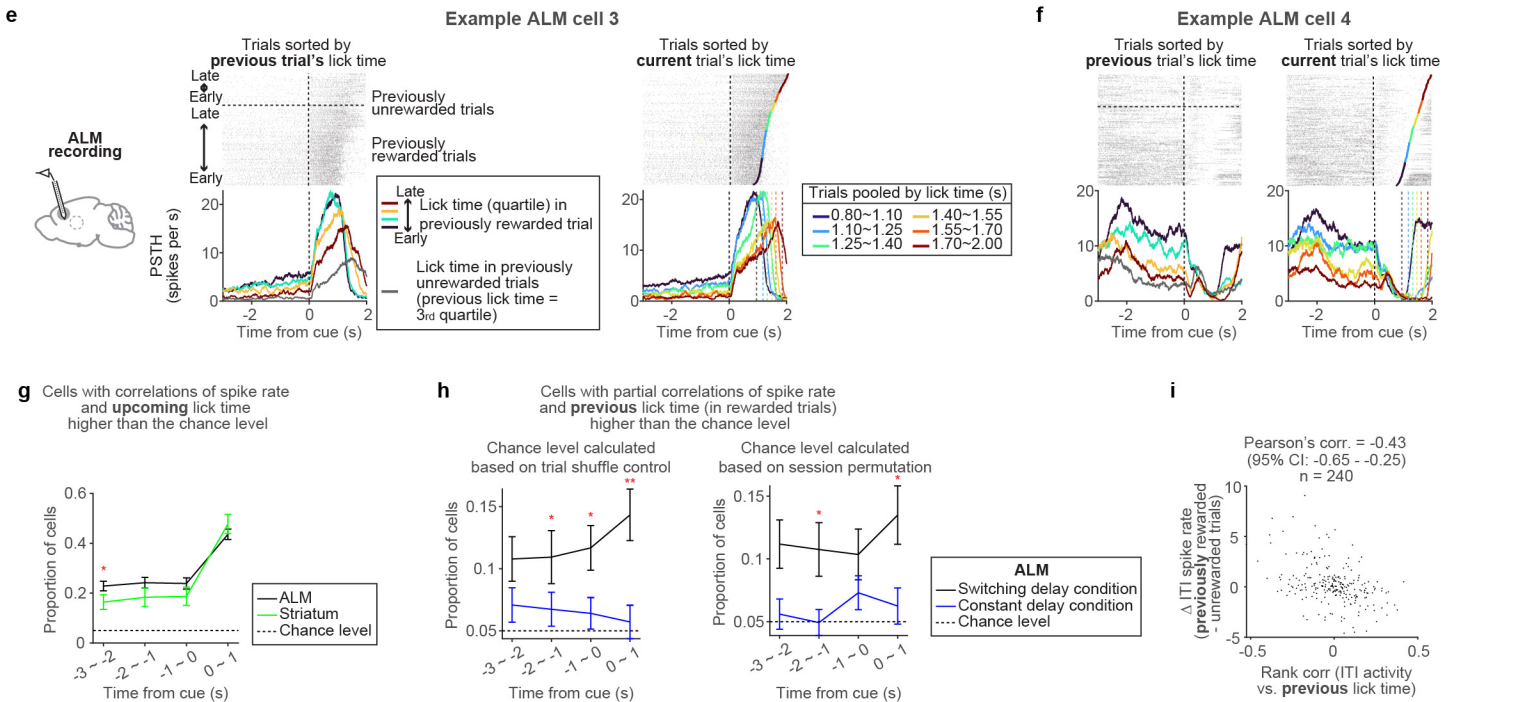 e
Example ALM cell 3
Trials sorted by
previous trial's lick time
Late
Early
Late
Early
Previously
unrewarded trials
Previously
rewarded trials
ALM
recording
PSTH
(spikes per s)
20
10
0
-2
0
2
Time from cue (s)
Late
Lick time (quartile) in
previously rewarded trial
Early
Lick time in previously
unrewarded trials
(previous lick time =
3rd quartile)
Trials sorted by
current trial's lick time
20
10
0
-2
0
2
Time from cue (s)
Trials pooled by lick time (s)
0.80~1.10
1.40~1.55
1.10~1.25
1.55~1.70
1.25~1.40
1.70~2.00
f
Example ALM cell 4
Trials sorted by
previous trial's lick time
20
10
0
-2
0
2
Time from cue (s)
Trials sorted by
current trial's lick time
20
10
0
-2
0
2
Time from cue (s)
g
Cells with correlations of spike rate
and upcoming lick time
higher than the chance level
Proportion of cells
0.6
0.4
0.2
0
*
-3 ~ -2
-2 ~ -1
-1 ~ 0
0 ~ 1
Time from cue (s)
ALM
Striatum
Chance level
h
Cells with partial correlations of spike rate
and previous lick time (in rewarded trials)
higher than the chance level
Chance level calculated
based on trial shuffle control
Proportion of cells
0.15
0.1
0.05
*
*
**
-3 ~ -2
-2 ~ -1
-1 ~ 0
0 ~ 1
Time from cue (s)
Chance level calculated
based on session permutation
Proportion of cells
0.15
0.1
0.05
*
*
-3 ~ -2
-2 ~ -1
-1 ~ 0
0 ~ 1
Time from cue (s)
ALM
Switching delay condition
Constant delay condition
Chance level
i
Pearson's corr. = -0.43
(95% CI: -0.65 - -0.25)
n = 240
Δ ITI spike rate
(previously rewarded
- unrewarded trials)
10
5
0
-5
-0.5
0
0.5
Rank corr (ITI activity
vs. previous lick time)